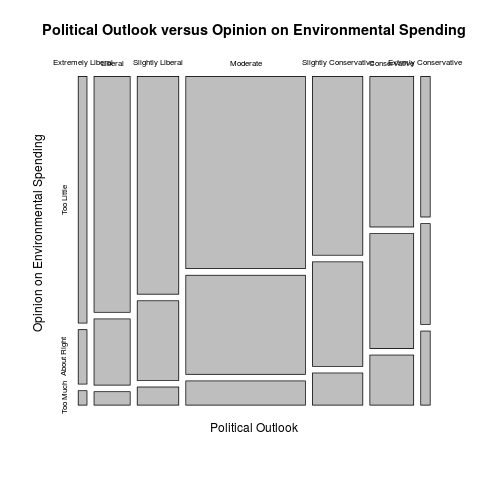 Political Outlook versus Opinion on Environmental Spending
Extremely Liberal
Liberal
Slightly Liberal
Moderate
Slightly Conservative
Conservative
Extremly Conservative
Too Little
About Right
Too Much
Opinion on Environmental Spending
Political Outlook